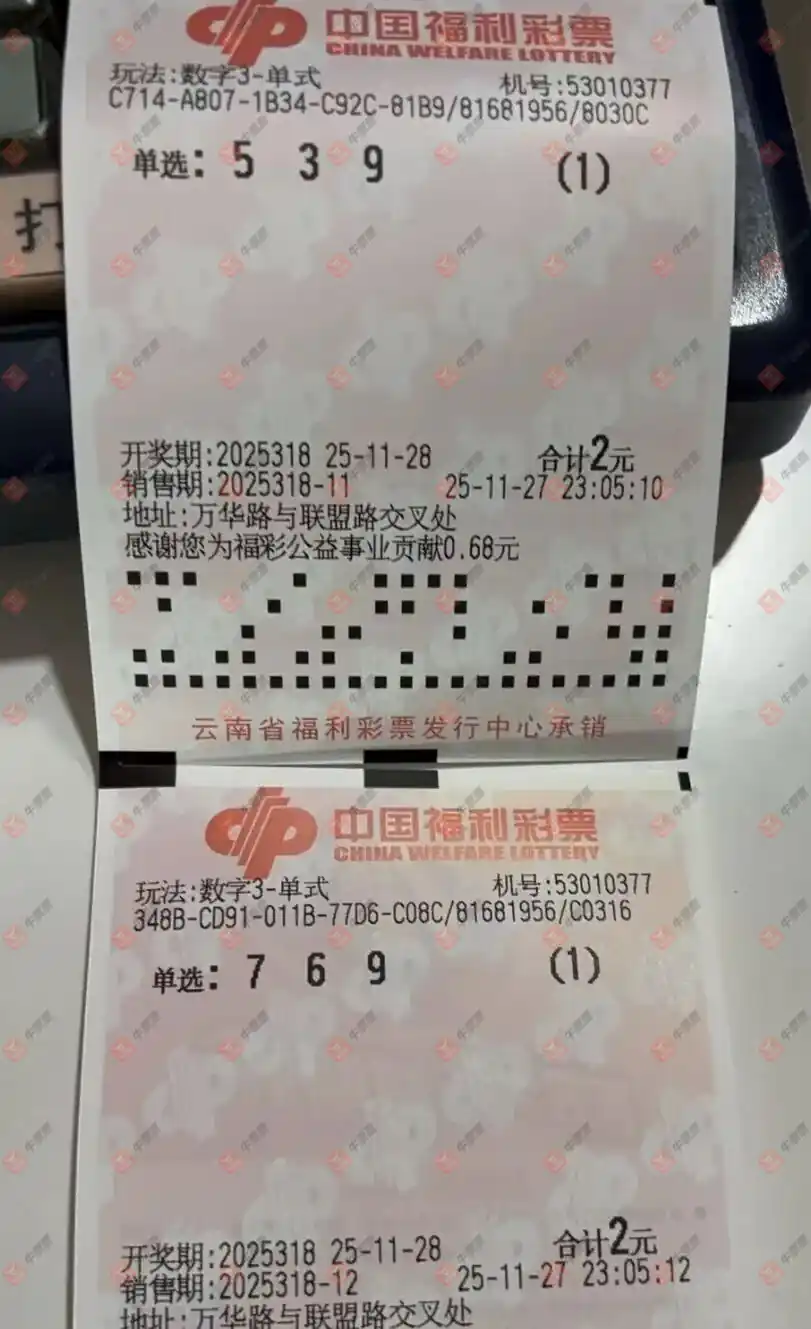 中国福利彩票
CHINA WELFARE LOTTERY
玩法:数字3-单式 机号:53010377
C714-A807-1B34-C92C-81B9/81681956/8030C
单选: 5 3 9 (1)
打
开奖期:2025318 25-11-28 合计2元
销售期:2025318-11 25-11-27 23:05:10
地址:万华路与联盟路交叉处
感谢您为福彩公益事业贡献0.68元
云南省福利彩票发行中心承销
中国福利彩票
CHINA WELFARE LOTTERY
玩法:数字3-单式 机号:53010377
348B-CD91-011B-77D6-C08C/81681956/C0316
单选: 7 6 9 (1)
开奖期:2025318 25-11-28 合计2元
销售期:2025318-12 25-11-27 23:05:12
地址:万华路与联盟路交叉处